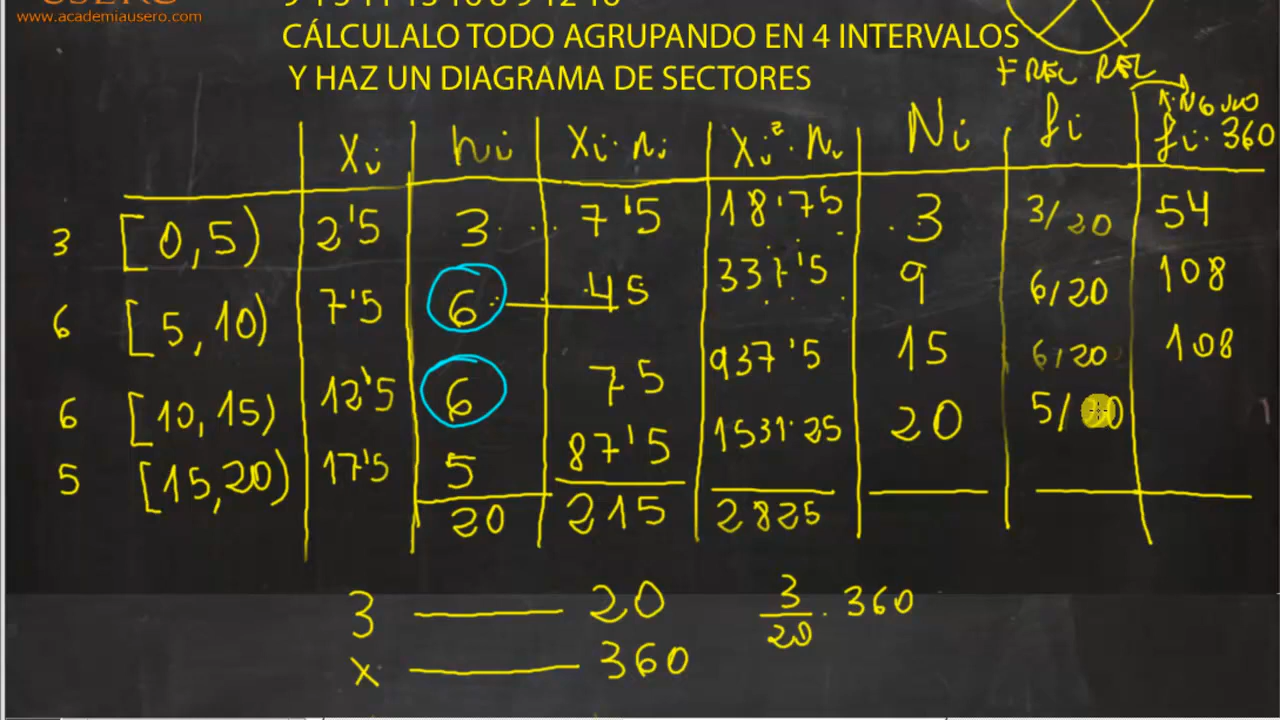 www.academiausero.com
CÁLCULALO TODO AGRUPANDO EN 4 INTERVALOS
Y HAZ UN DIAGRAMA DE SECTORES
FREC REL
Xi ni Xi·ni Xi²·Ni Ni fi fi·360
3 [0,5) 2'5 3 7'5 18'75 3 3/20 54
6 [5,10) 7'5 6 45 337'5 9 6/20 108
6 [10,15) 12'5 6 75 937'5 15 6/20 108
5 [15,20) 17'5 5 87'5 1531'25 20 5/20
20 215 2825
3 — 20 3/20 · 360
x — 360